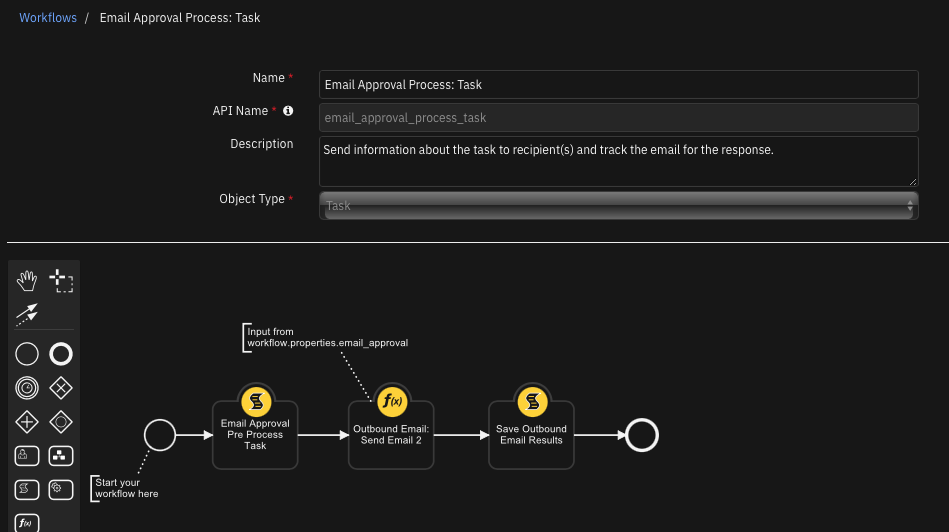 Workflows / Email Approval Process: Task
Name *
Email Approval Process: Task
API Name *
email_approval_process_task
Description
Send information about the task to recipient(s) and track the email for the response.
Object Type *
Task
Input from
workflow.properties.email_approval
Email Approval
Pre Process
Task
f(x)
Outbound Email:
Send Email 2
Save Outbound
Email Results
Start your
workflow here
f(x)